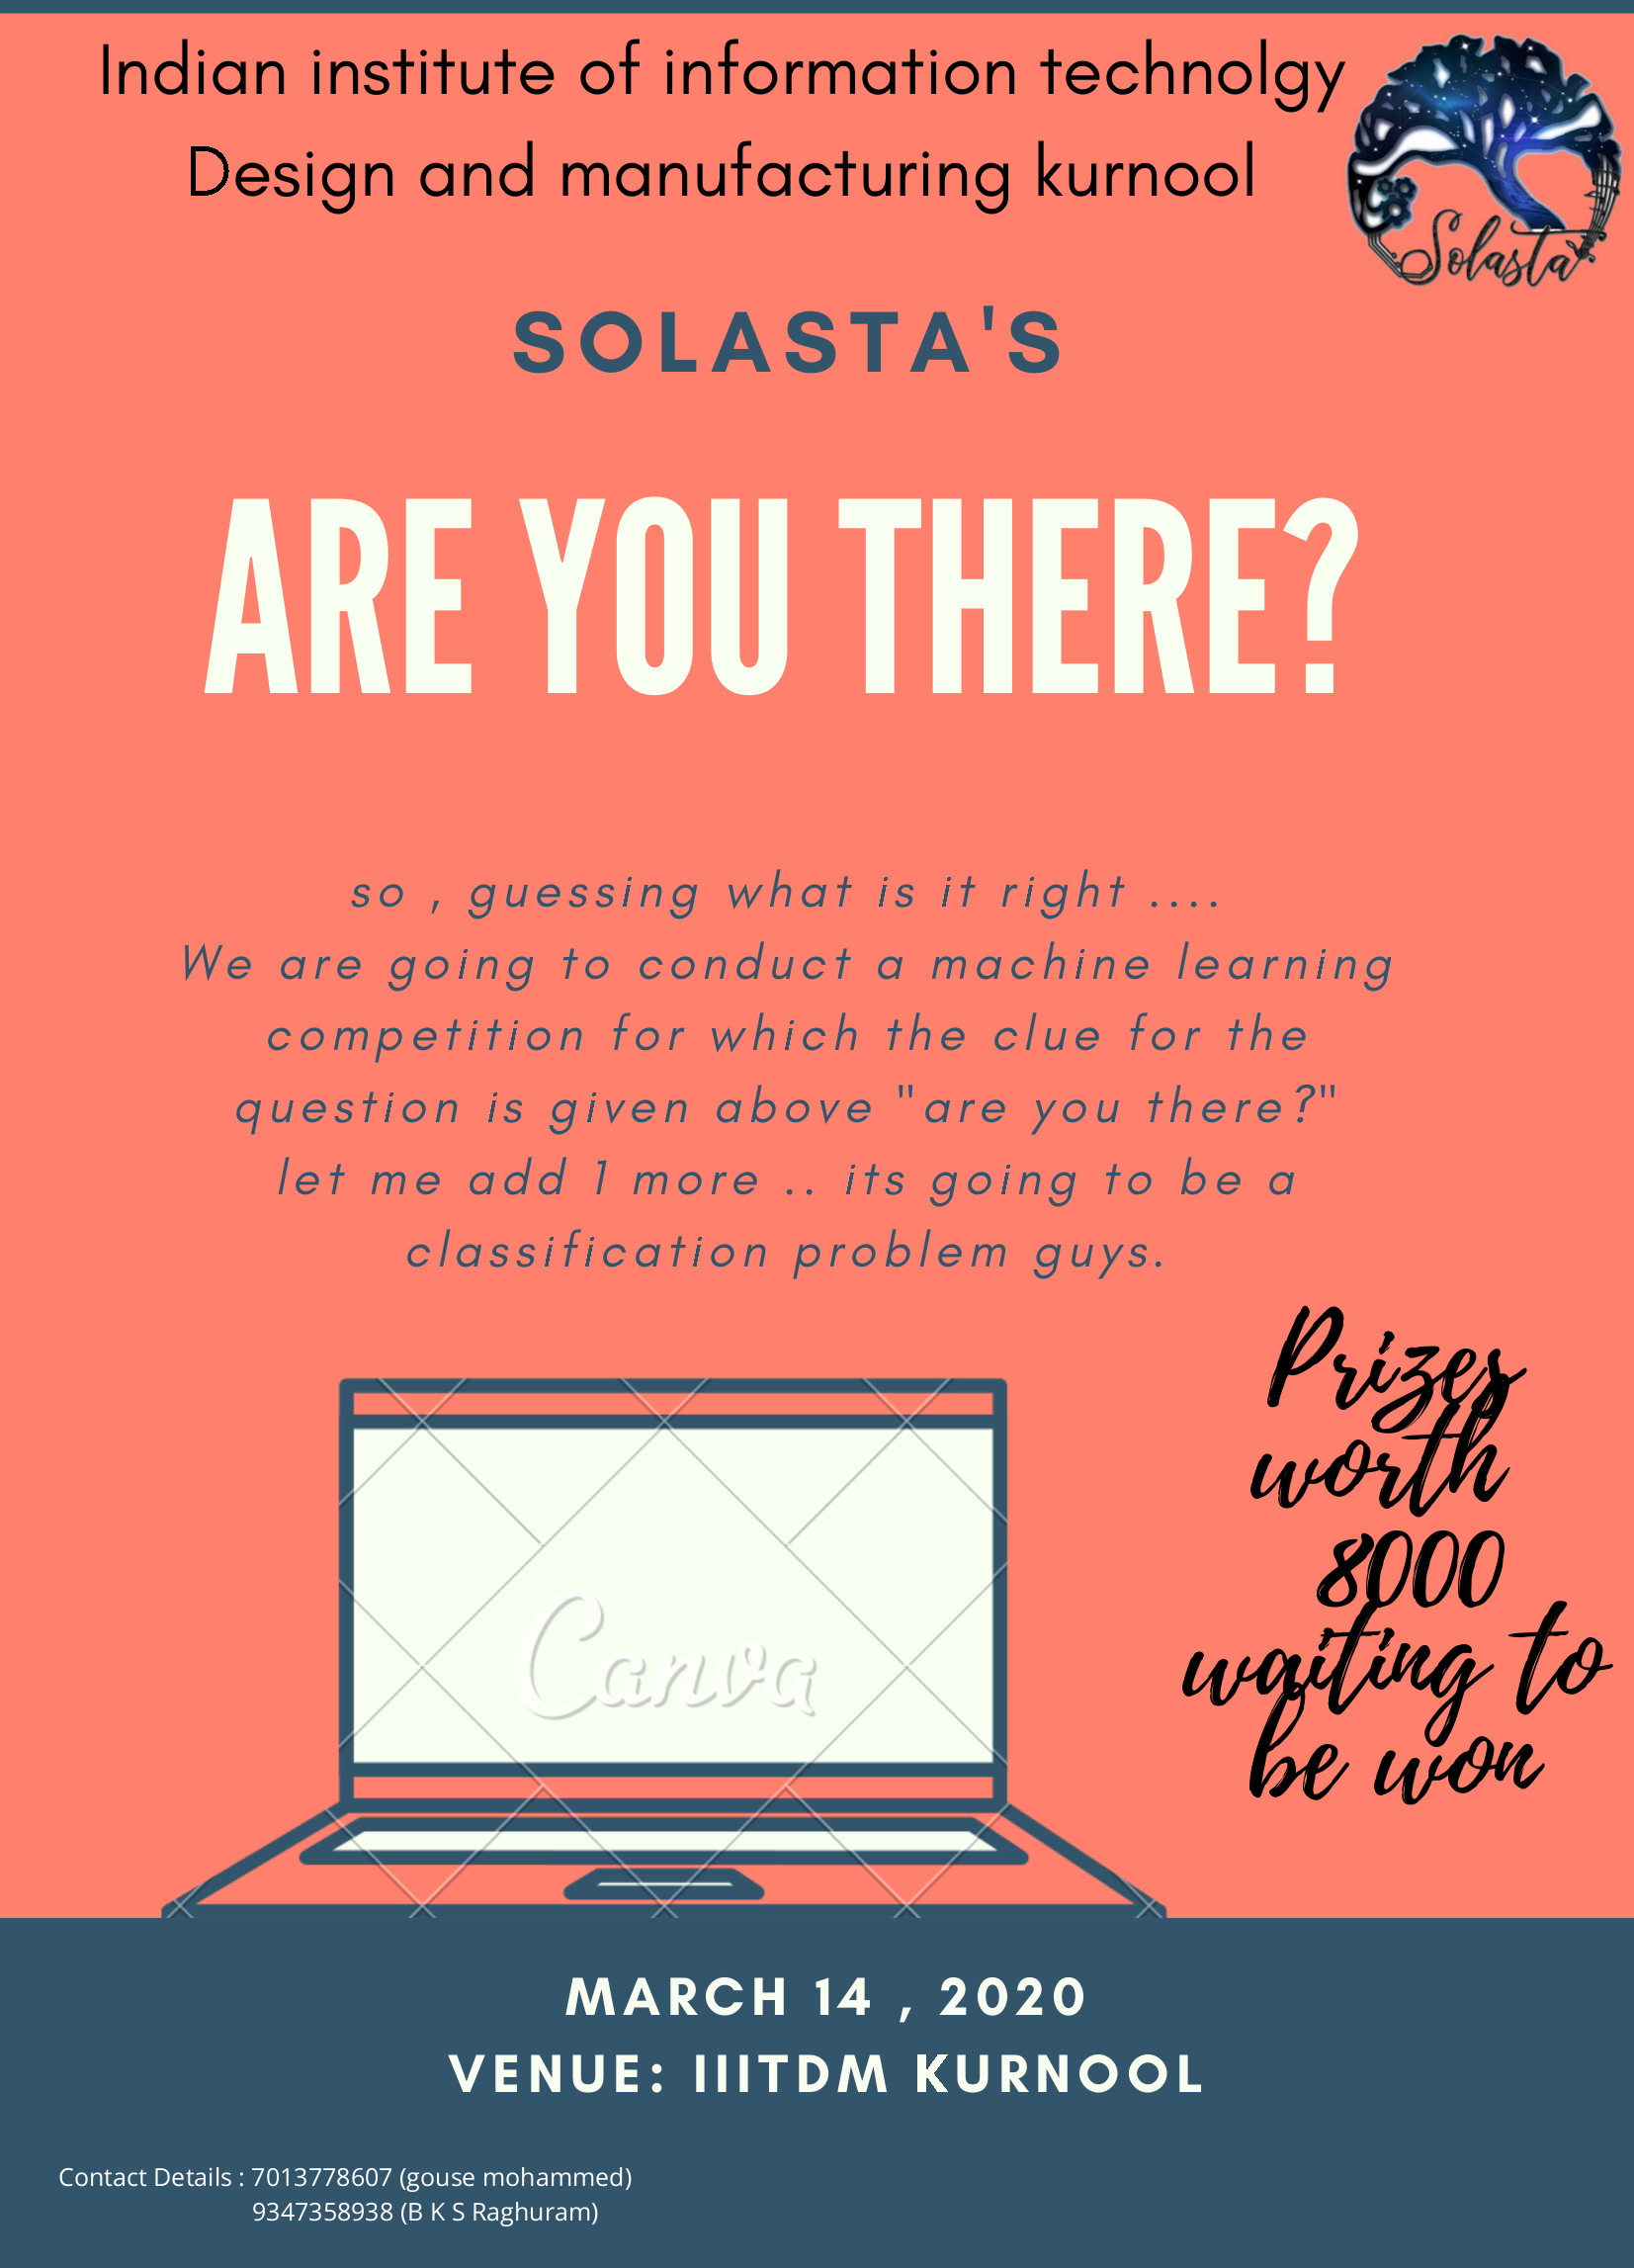 Indian institute of information technolgy
Design and manufacturing kurnool
Solasta
SOLASTA'S
ARE YOU THERE?
so , guessing what is it right ....
We are going to conduct a machine learning
competition for which the clue for the
question is given above "are you there?"
let me add 1 more .. its going to be a
classification problem guys.
Prizes
worth
8000
waiting to
be won
Canva
MARCH 14 , 2020
VENUE: IIITDM KURNOOL
Contact Details : 7013778607 (gouse mohammed)
9347358938 (B K S Raghuram)